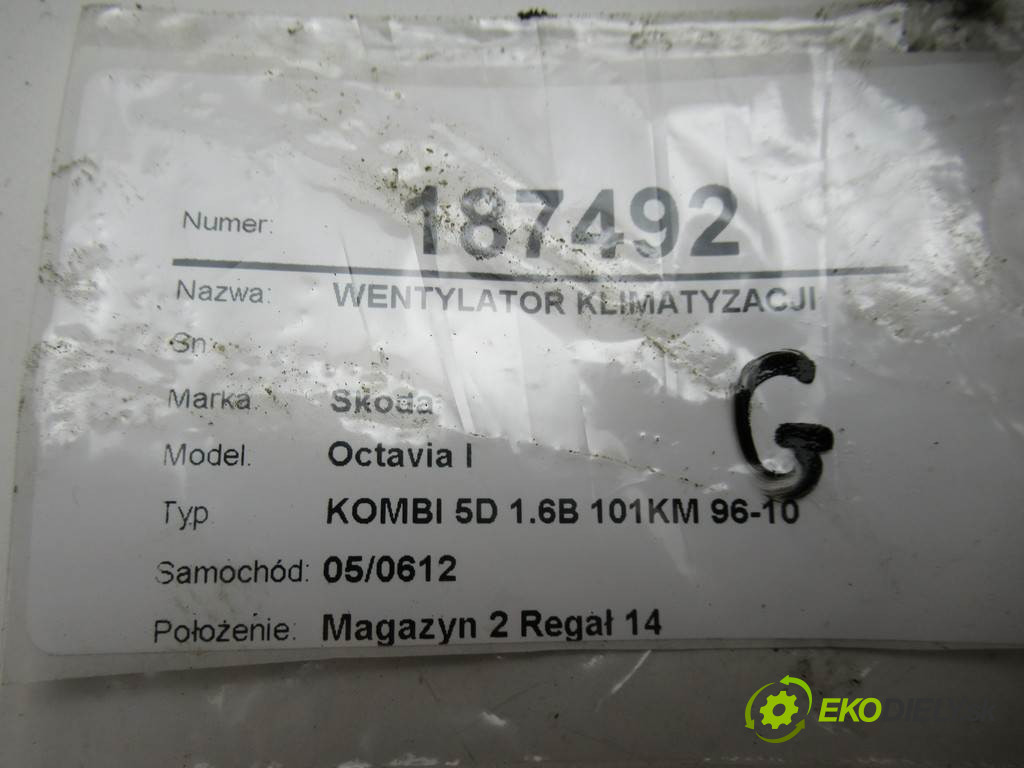 Numer: 187492
Nazwa: WENTYLATOR KLIMATYZACJI
Sn
Marka Skoda
Model. Octavia I
Typ KOMBI 5D 1.6B 101KM 96-10
Samochód: 05/0612
Położenie: Magazyn 2 Regał 14
G